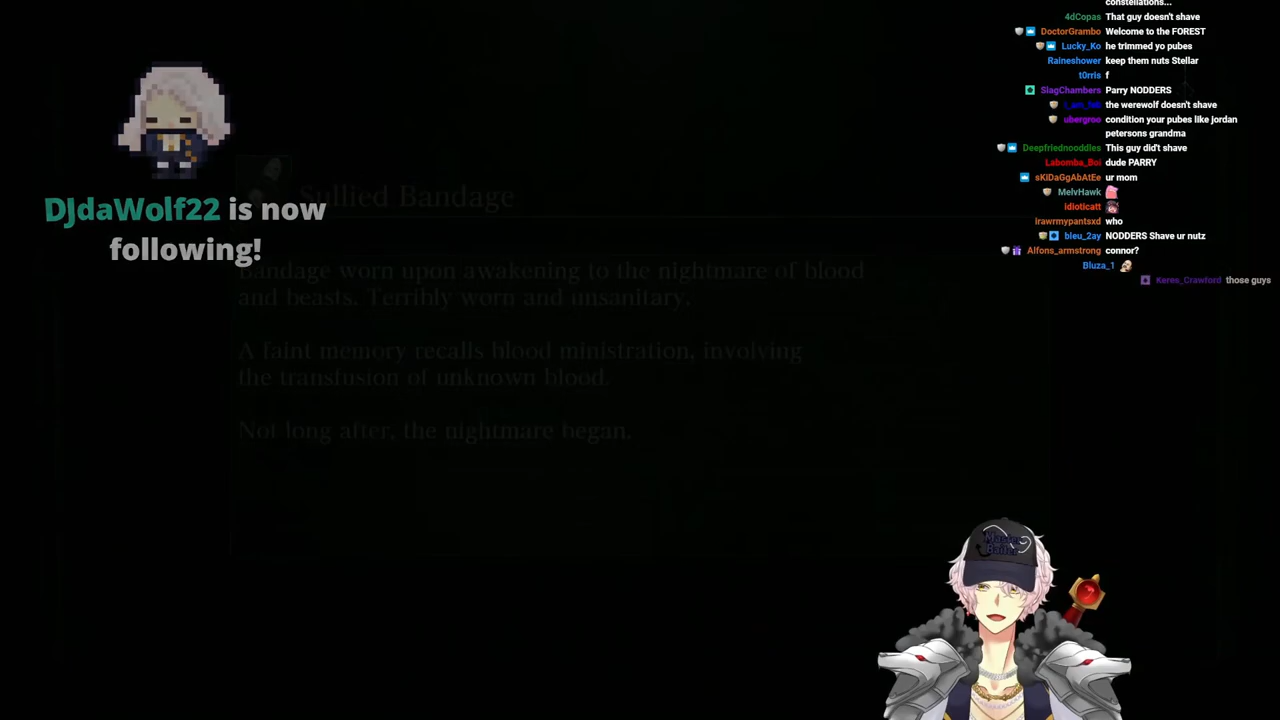 DJdaWolf22 is now
following!
Sullied Bandage
Bandage worn upon awakening to the nightmare of blood
and beasts. Terribly worn and unsanitary.
A faint memory recalls blood ministration, involving
the transfusion of unknown blood.
Not long after, the nightmare began.
constellations...
4dCopas That guy doesn't shave
DoctorGrambo Welcome to the FOREST
Lucky_Ko he trimmed yo pubes
Raineshower keep them nuts Stellar
t0rris f
SlagChambers Parry NODDERS
the werewolf doesn't shave
ubergroo condition your pubes like jordan
petersons grandma
Deepfriednooddles This guy did't shave
Labomba_Boi dude PARRY
sKiDaGgAbAtEe ur mom
MelvHawk
idioticatt
irawrmypantsxd who
bleu_2ay NODDERS Shave ur nutz
Alfons_armstrong connor?
Bluza_1
Keres_Crawford those guys
Master
Baiter